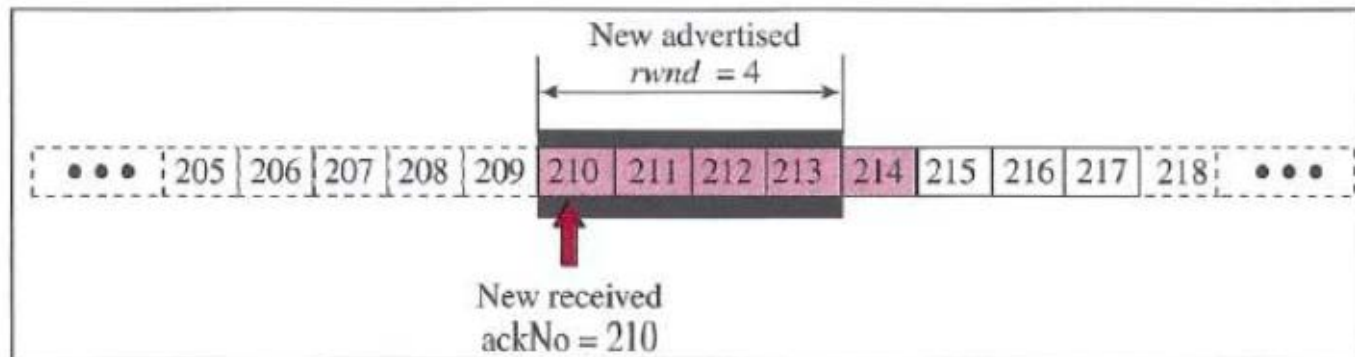 New advertised
rwnd = 4
••• 205 206 207 208 209 210 211 212 213 214 215 216 217 218 •••
New received
ackNo = 210